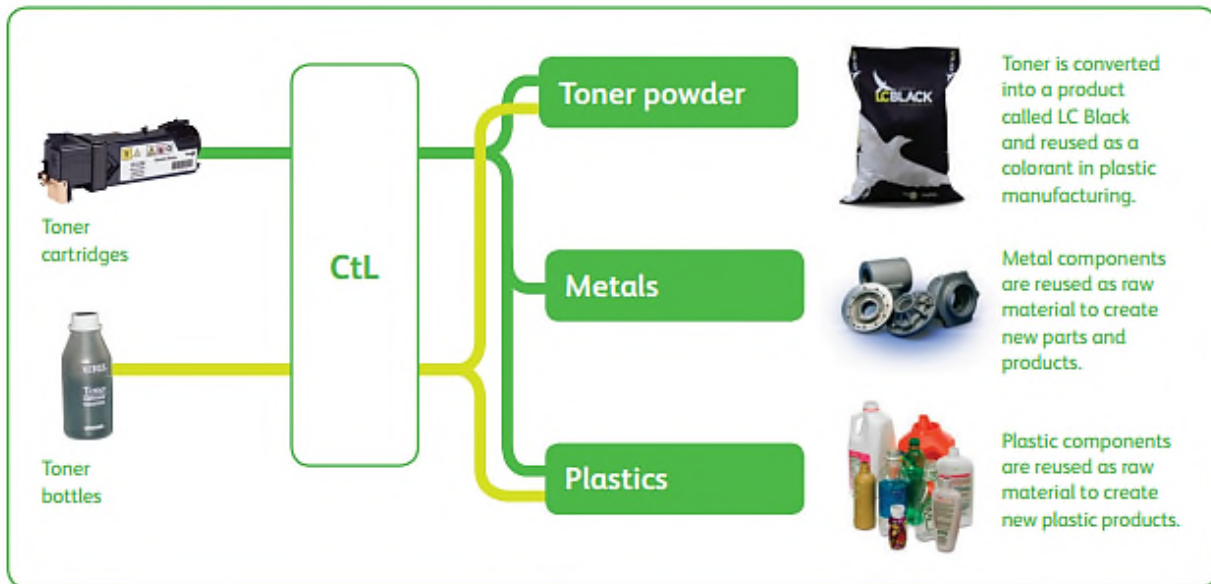 Toner
cartridges
Toner
bottles
CtL
Toner powder
Metals
Plastics
LCBLACK
Toner is converted
into a product
called LC Black
and reused as a
colorant in plastic
manufacturing.
Metal components
are reused as raw
material to create
new parts and
products.
Plastic components
are reused as raw
material to create
new plastic products.